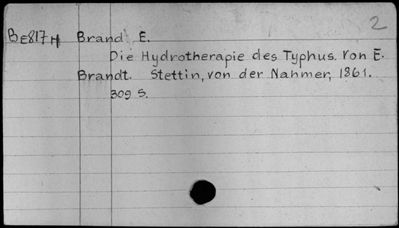 2
BE817H Brand E.
Die Hydrotherapie des Typhus. Von E.
Brandt. Stettin, von der Nahmer, 1861.
309 S.